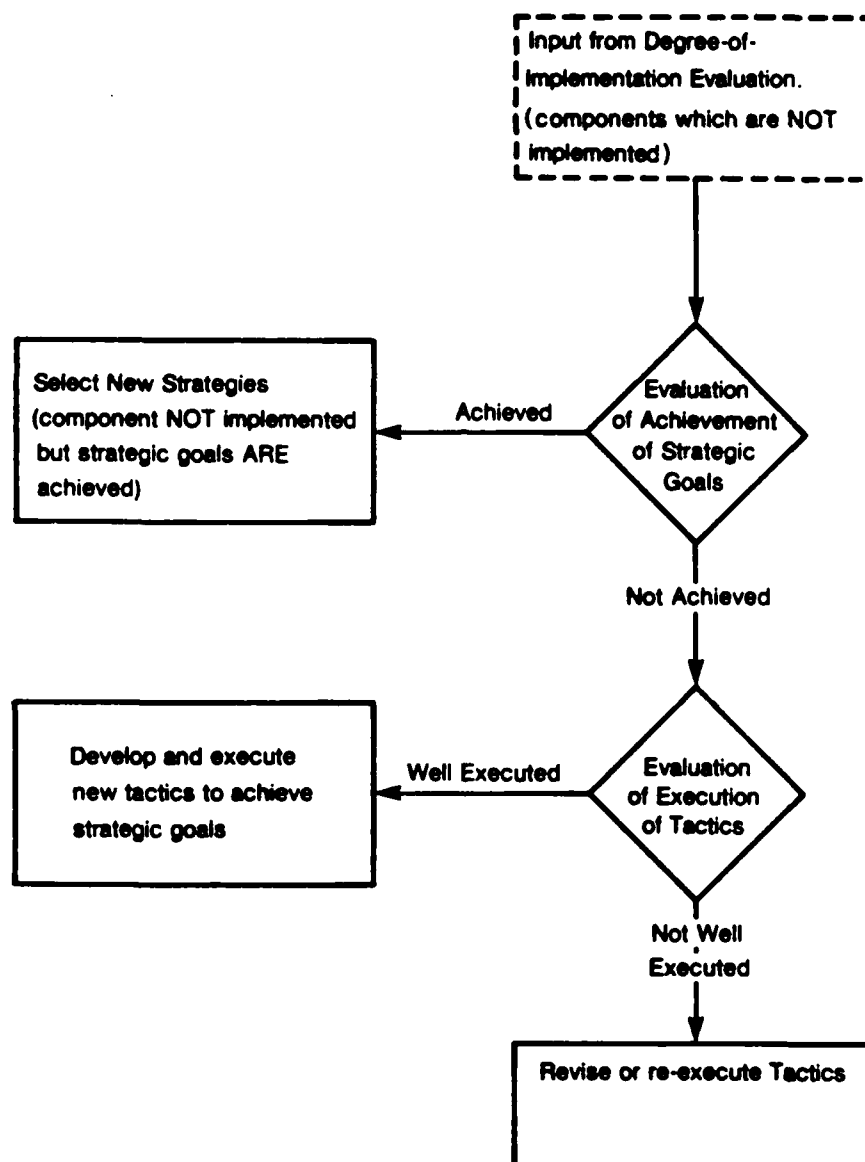 Input from Degree-of-
Implementation Evaluation.
(components which are NOT
implemented)
Select New Strategies
(component NOT implemented
but strategic goals ARE
achieved)
Achieved
Evaluation
of Achievement
of Strategic
Goals
Not Achieved
Develop and execute
new tactics to achieve
strategic goals
Well Executed
Evaluation
of Execution
of Tactics
Not Well
Executed
Revise or re-execute Tactics